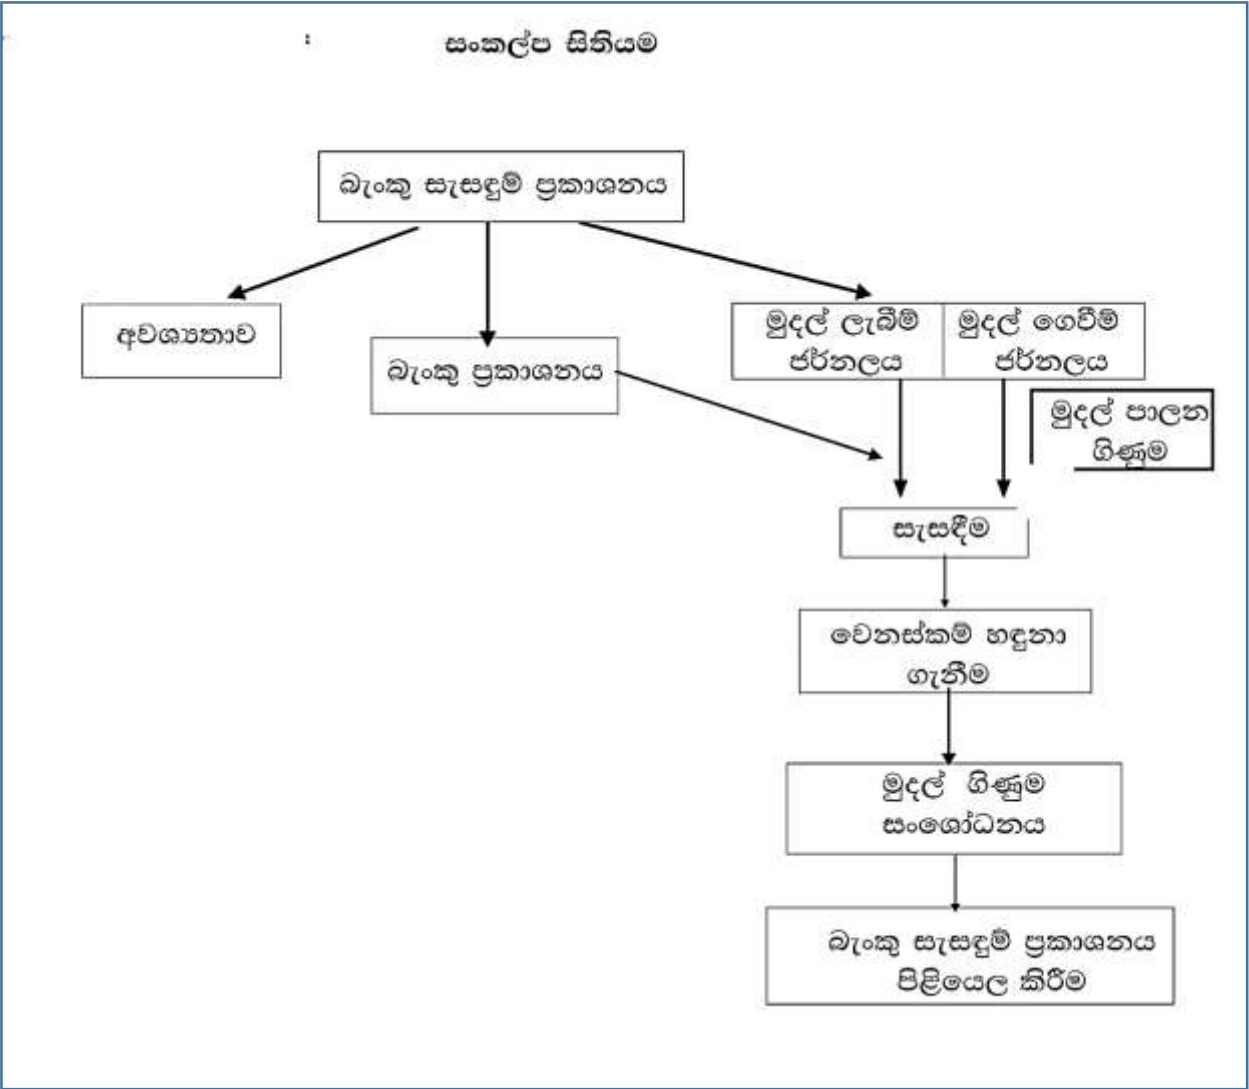 : සංකල්ප සිතියම
බැංකු සැසඳුම් ප්‍රකාශනය
අවශ්‍යතාව
බැංකු ප්‍රකාශනය
මුදල් ලැබීම්
ජර්නලය
මුදල් ගෙවීම්
ජර්නලය
මුදල් පාලන
ගිණුම
සැසඳීම
වෙනස්කම් හඳුනා
ගැනීම
මුදල් ගිණුම
සංශෝධනය
බැංකු සැසඳුම් ප්‍රකාශනය
පිළියෙල කිරීම